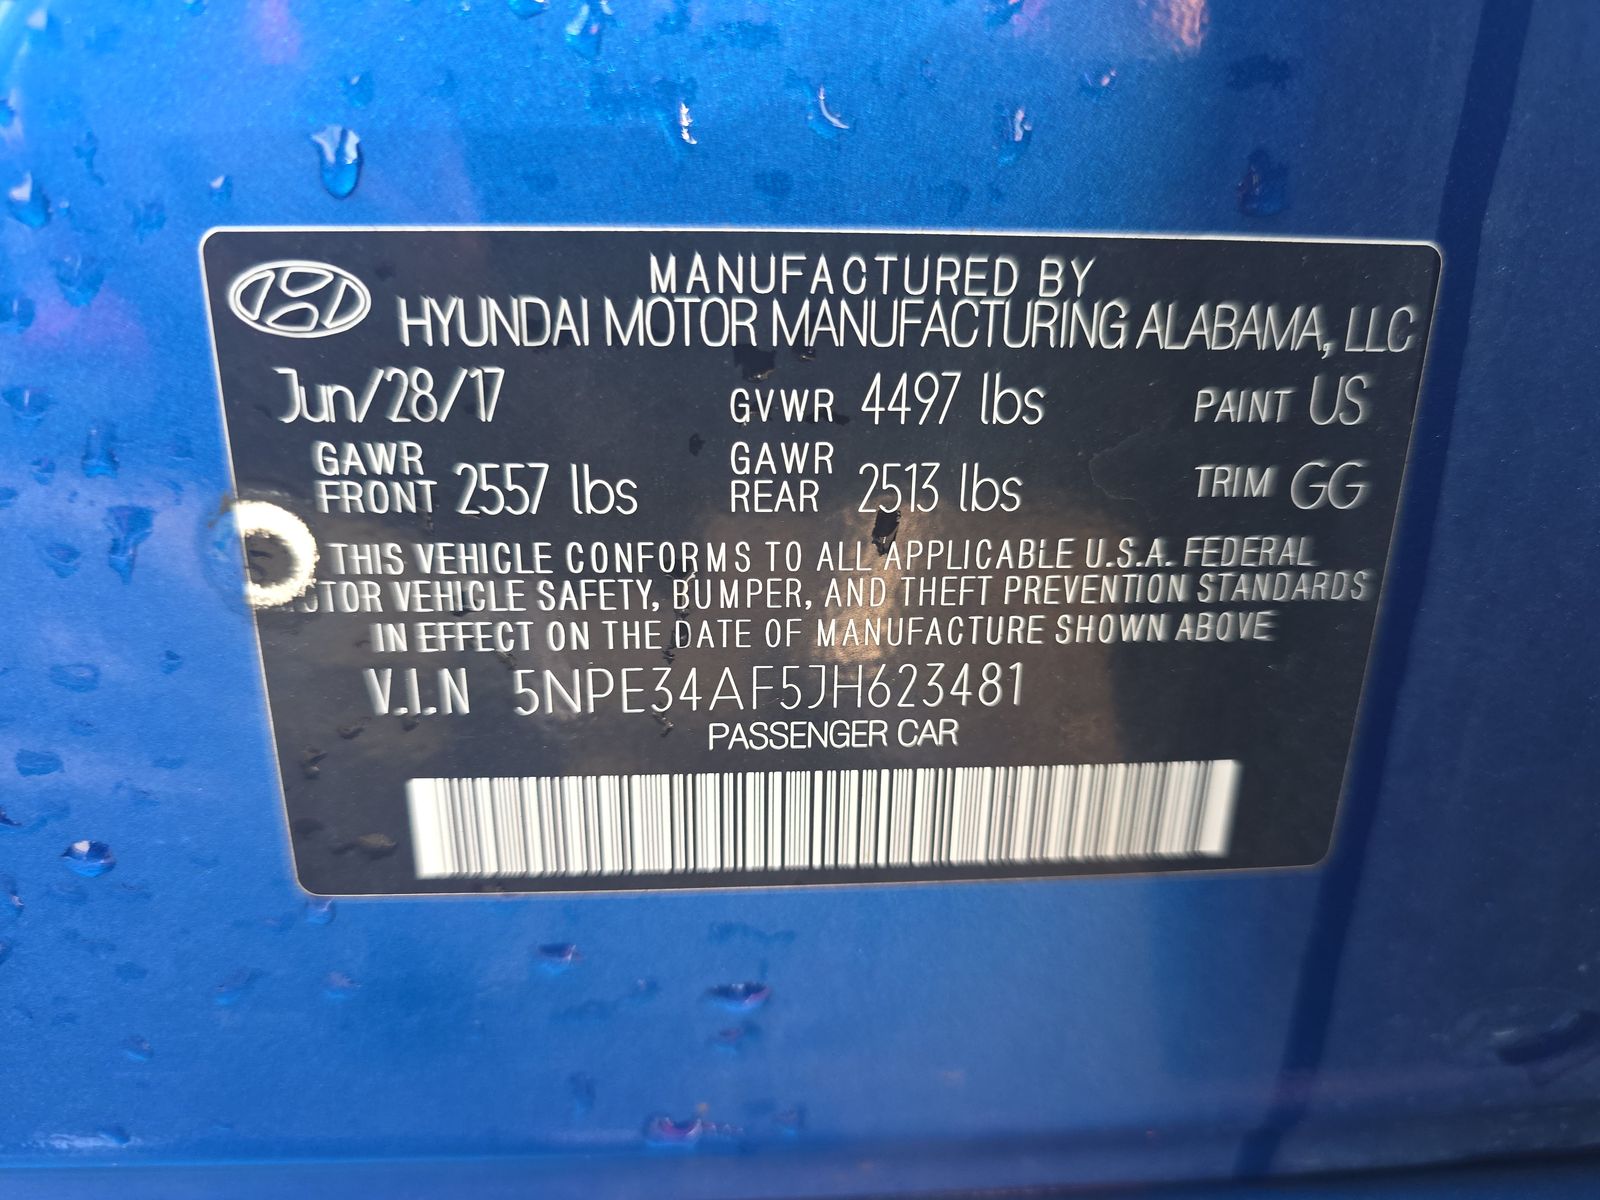 MANUFACTURED BY
HYUNDAI MOTOR MANUFACTURING ALABAMA, LLC
Jun/28/17 GVWR 4497 lbs PAINT US
GAWR FRONT 2557 lbs GAWR REAR 2513 lbs TRIM GG
THIS VEHICLE CONFORMS TO ALL APPLICABLE U.S.A. FEDERAL
OTOR VEHICLE SAFETY, BUMPER, AND THEFT PREVENTION STANDARDS
IN EFFECT ON THE DATE OF MANUFACTURE SHOWN ABOVE
V.I.N 5NPE34AF5JH623481
PASSENGER CAR